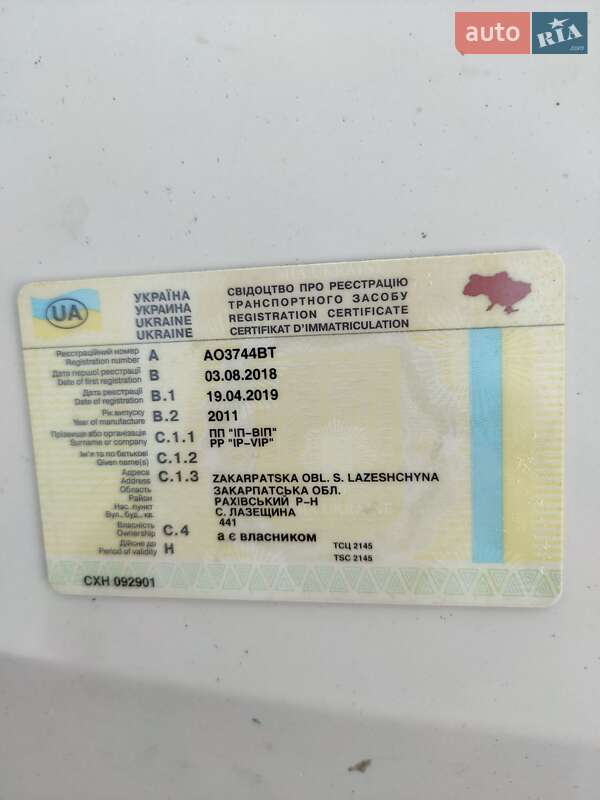 auto RIA .com
УКРАЇНА
УКРАИНА
UKRAINE
UKRAINE
СВІДОЦТВО ПРО РЕЄСТРАЦІЮ
ТРАНСПОРТНОГО ЗАСОБУ
REGISTRATION CERTIFICATE
CERTIFIKAT D'IMMATRICULATION
UA
Реєстраційний номер
Registration number A AO3744BT
Дата першої реєстрації
Date of first registration B 03.08.2018
Дата реєстрації
Date of registration B.1 19.04.2019
Рік випуску
Year of manufacture B.2 2011
Прізвище або організація
Surname or company C.1.1 ПП "ІП-ВІП"
PP "IP-VIP"
Ім'я та по батькові
Given name(s) C.1.2
Адреса
Address C.1.3 ZAKARPATSKA OBL. S. LAZESHCHYNA
Область ЗАКАРПАТСЬКА ОБЛ.
Район РАХІВСЬКИЙ Р-Н
Нас. пункт С. ЛАЗЕЩИНА
Вул., буд., кв. 441
Власність
Ownership C.4 а є власником
Дійсне до
Period of validity H
ТСЦ 2145
TSC 2145
СХН 092901